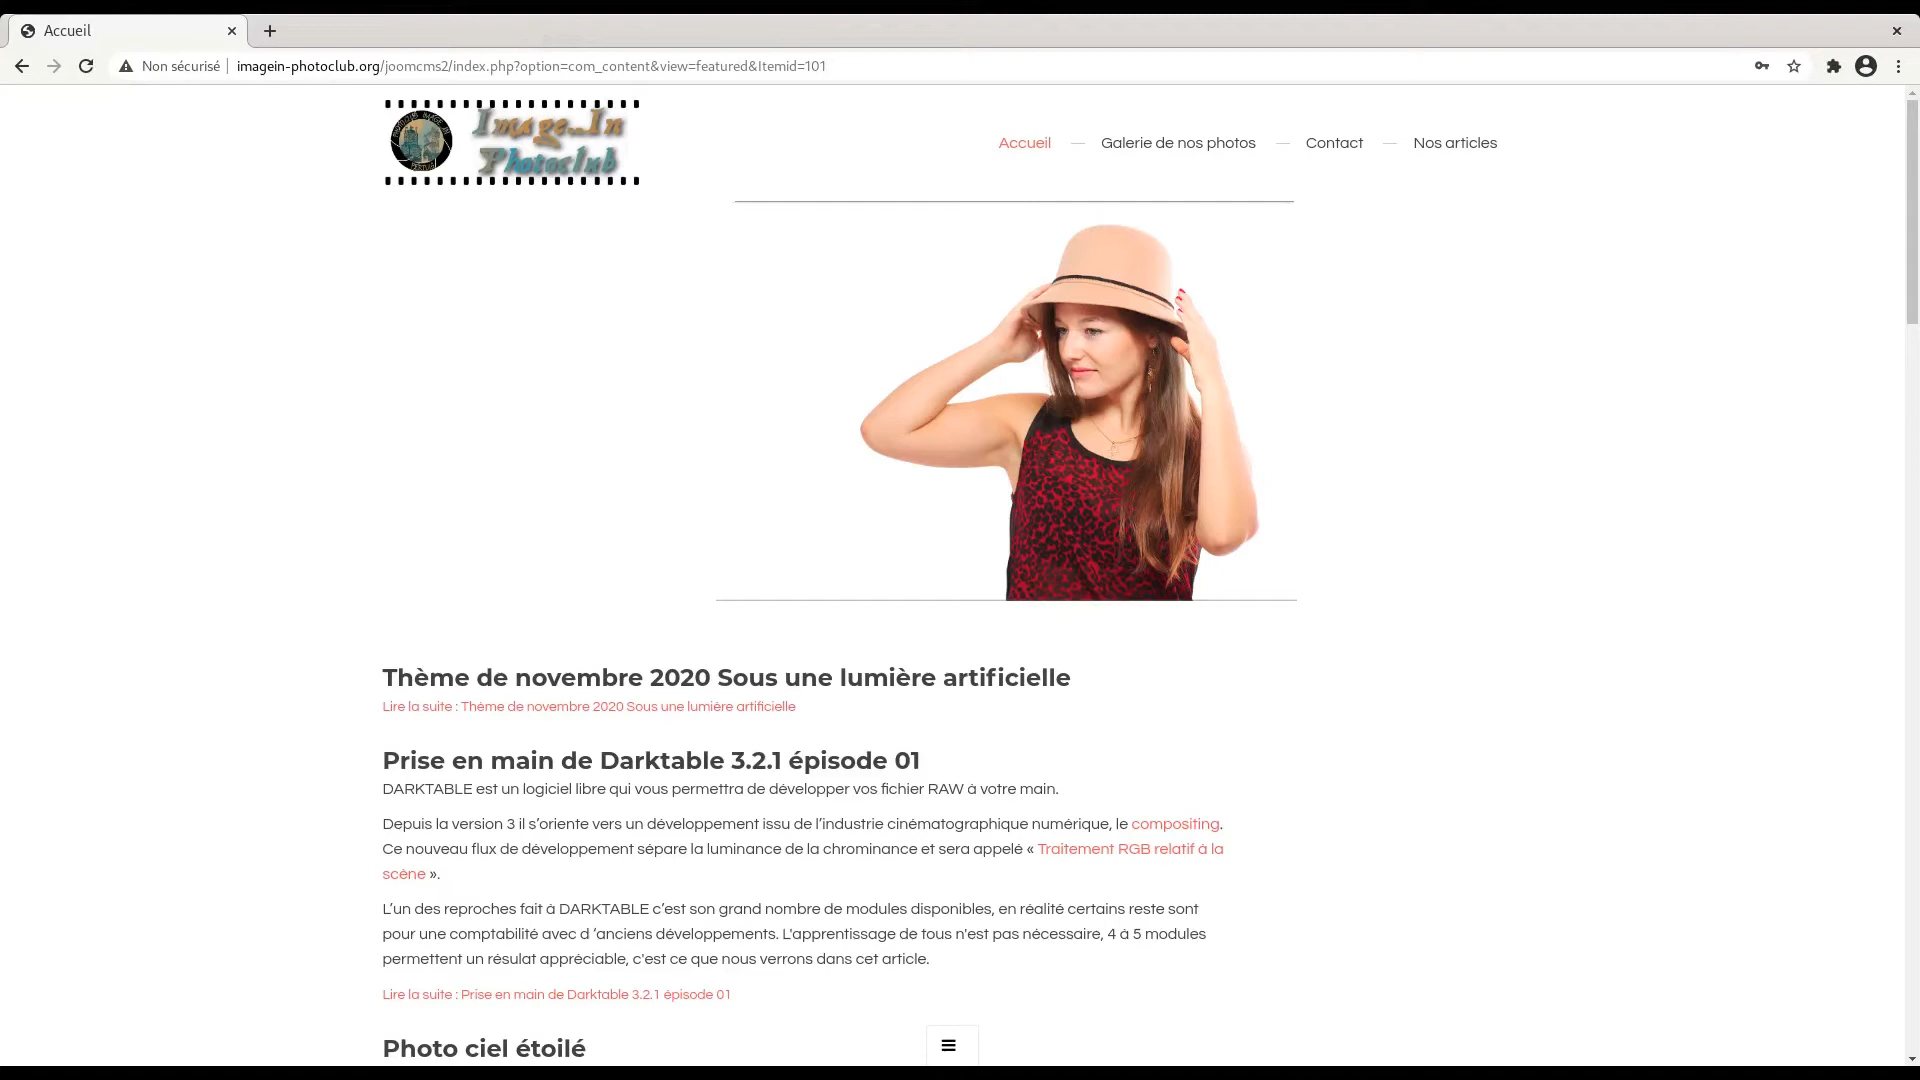 Accueil
Non sécurisé
imagein-photoclub.org/joomcms2/index.php?option=com_content&view=featured&Itemid=101
Image...In
Photoclub
Accueil
Galerie de nos photos
Contact
Nos articles
Thème de novembre 2020 Sous une lumière artificielle
Lire la suite : Thème de novembre 2020 Sous une lumière artificielle
Prise en main de Darktable 3.2.1 épisode 01
DARKTABLE est un logiciel libre qui vous permettra de développer vos fichier RAW à votre main.
Depuis la version 3 il s’oriente vers un développement issu de l’industrie cinématographique numérique, le compositing.
Ce nouveau flux de développement sépare la luminance de la chrominance et sera appelé « Traitement RGB relatif à la
scène ».
L’un des reproches fait à DARKTABLE c’est son grand nombre de modules disponibles, en réalité certains reste sont
pour une comptabilité avec d ‘anciens développements. L'apprentissage de tous n'est pas nécessaire, 4 à 5 modules
permettent un résulat appréciable, c'est ce que nous verrons dans cet article.
Lire la suite : Prise en main de Darktable 3.2.1 épisode 01
Photo ciel étoilé